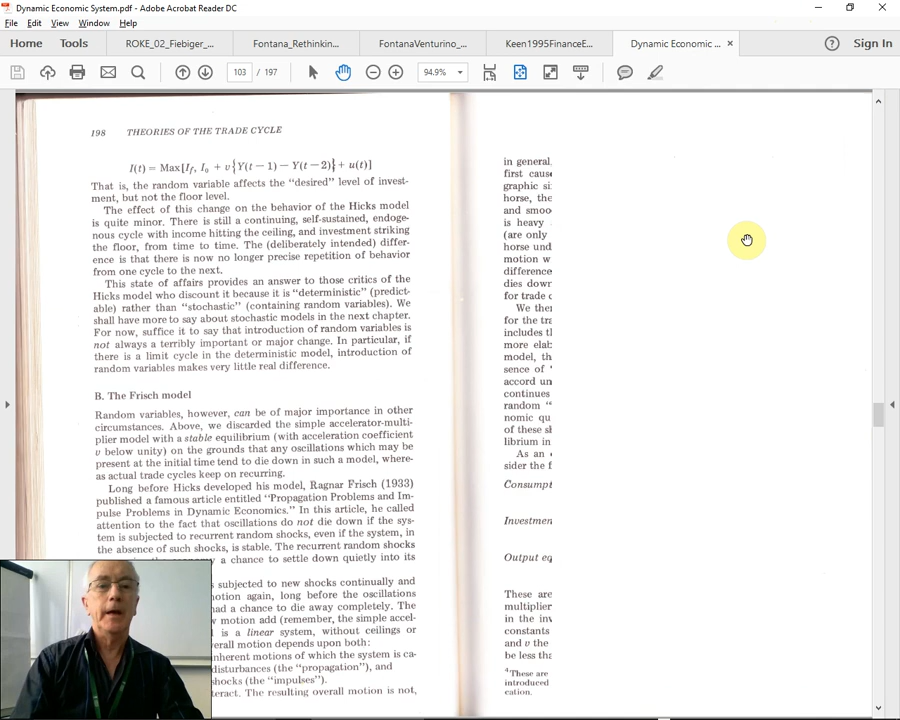 Dynamic Economic System.pdf - Adobe Acrobat Reader DC
File Edit View Window Help
Home Tools ROKE_02_Fiebiger_... Fontana_Rethinkin... FontanaVenturino_... Keen1995FinanceE... Dynamic Economic ... × Sign In
103 / 197 94.9%
198 THEORIES OF THE TRADE CYCLE
I(t) = Max[I_f, I_o + v{Y(t − 1) − Y(t − 2)} + u(t)]
That is, the random variable affects the "desired" level of invest-
ment, but not the floor level.
The effect of this change on the behavior of the Hicks model
is quite minor. There is still a continuing, self-sustained, endoge-
nous cycle with income hitting the ceiling, and investment striking
the floor, from time to time. The (deliberately intended) differ-
ence is that there is now no longer precise repetition of behavior
from one cycle to the next.
This state of affairs provides an answer to those critics of the
Hicks model who discount it because it is "deterministic" (predict-
able) rather than "stochastic" (containing random variables). We
shall have more to say about stochastic models in the next chapter.
For now, suffice it to say that introduction of random variables is
not always a terribly important or major change. In particular, if
there is a limit cycle in the deterministic model, introduction of
random variables makes very little real difference.
B. The Frisch model
Random variables, however, can be of major importance in other
circumstances. Above, we discarded the simple accelerator-multi-
plier model with a stable equilibrium (with acceleration coefficient
v below unity) on the grounds that any oscillations which may be
present at the initial time tend to die down in such a model, where-
as actual trade cycles keep on recurring.
Long before Hicks developed his model, Ragnar Frisch (1933)
published a famous article entitled "Propagation Problems and Im-
pulse Problems in Dynamic Economics." In this article, he called
attention to the fact that oscillations do not die down if the sys-
tem is subjected to recurrent random shocks, even if the system, in
the absence of such shocks, is stable. The recurrent random shocks
a chance to settle down quietly into its
subjected to new shocks continually and
motion again, long before the oscillations
had a chance to die away completely. The
motion add (remember, the simple accel-
is a linear system, without ceilings or
overall motion depends upon both:
inherent motions of which the system is ca-
disturbances (the "propagation"), and
shocks (the "impulses").
The resulting overall motion is not,
in general
first cause
graphic si
horse, the
and smoo
is heavy
(are only
horse und
motion w
difference
dies down
for trade c
We ther
for the tra
includes th
more elab
model, th
sence of
accord un
continues
random "
nomic qu
of these sh
librium in
As an
sider the f
Consumpt
Investmen
Output eq
These are
multiplier
in the inv
constants
and v the
be less tha
4These are
introduced
cation.